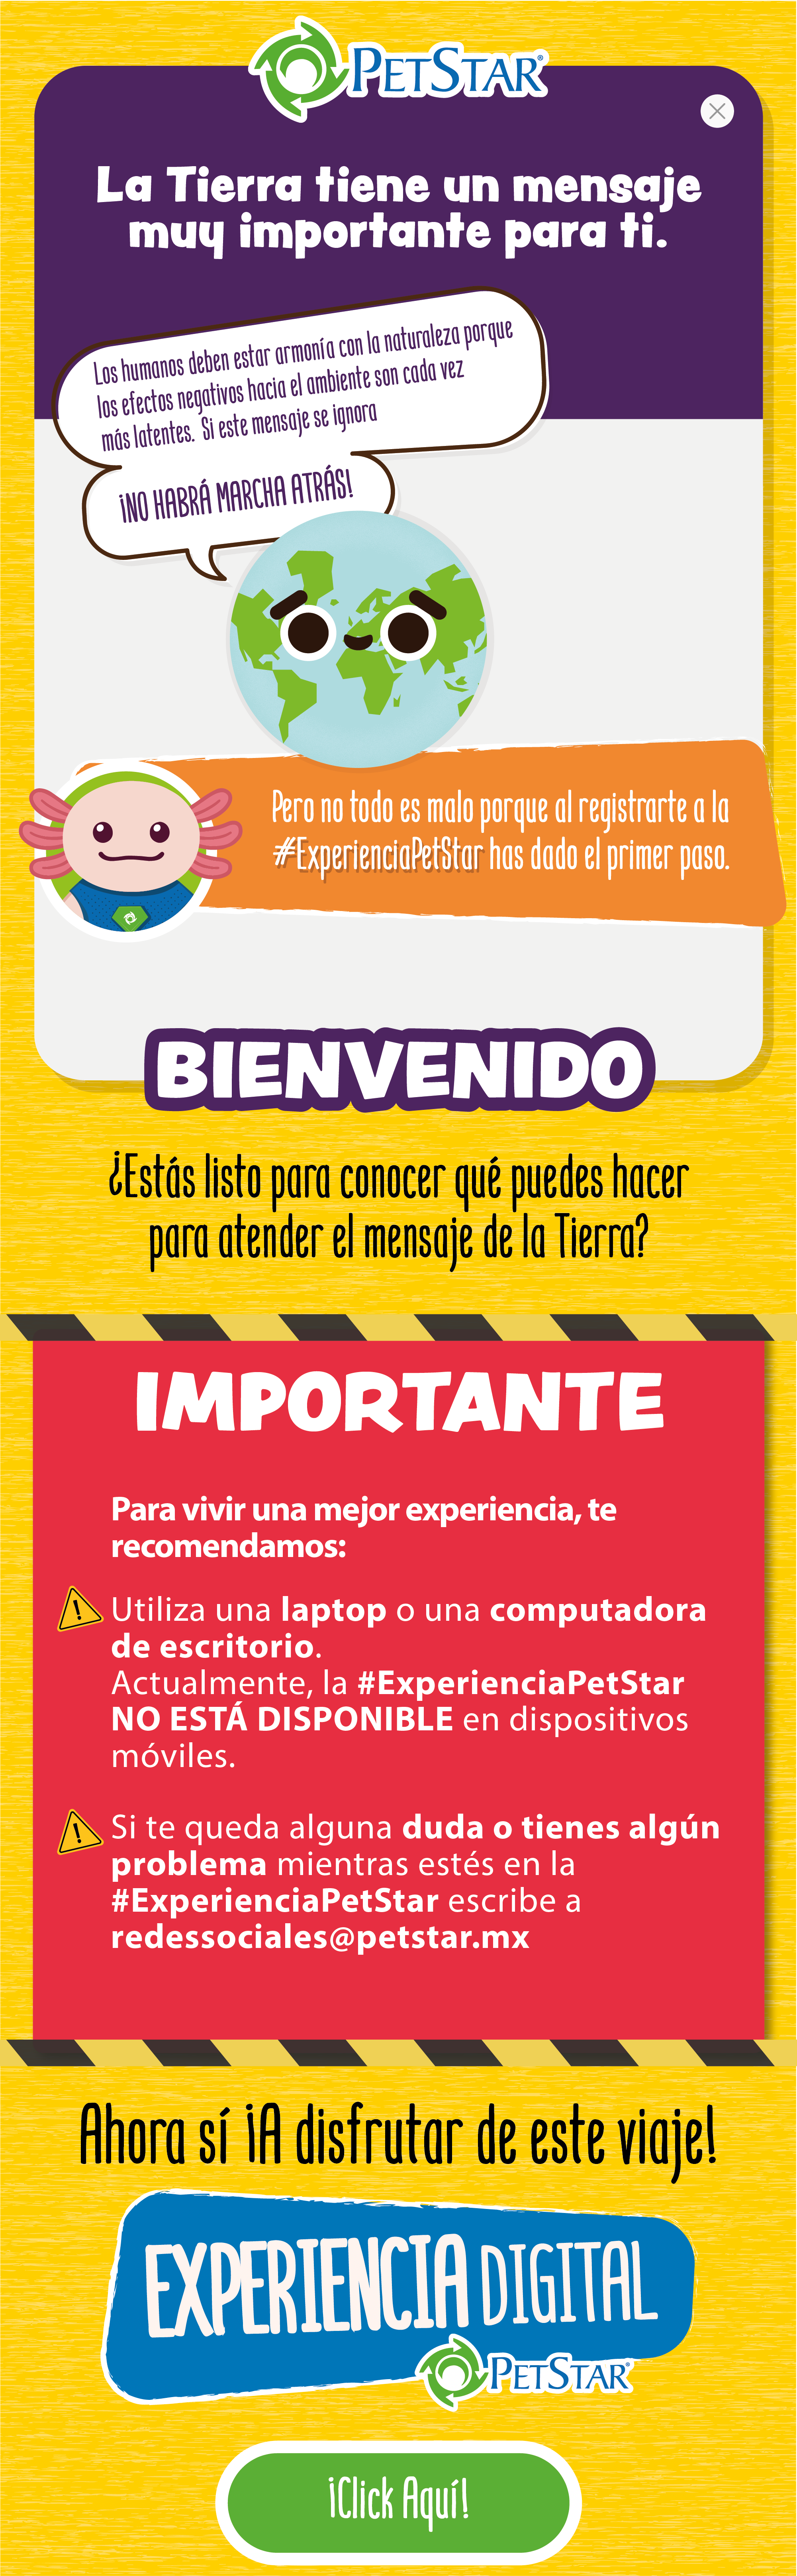 PETSTAR®
La Tierra tiene un mensaje
muy importante para ti.
Los humanos deben estar armonía con la naturaleza porque
los efectos negativos hacia el ambiente son cada vez
más latentes. Si este mensaje se ignora
¡NO HABRÁ MARCHA ATRÁS!
Pero no todo es malo porque al registrarte a la
#ExperienciaPetStar has dado el primer paso.
BIENVENIDO
¿Estás listo para conocer qué puedes hacer
para atender el mensaje de la Tierra?
IMPORTANTE
Para vivir una mejor experiencia, te
recomendamos:
Utiliza una laptop o una computadora
de escritorio.
Actualmente, la #ExperienciaPetStar
NO ESTÁ DISPONIBLE en dispositivos
móviles.
Si te queda alguna duda o tienes algún
problema mientras estés en la
#ExperienciaPetStar escribe a
redessociales@petstar.mx
Ahora sí ¡A disfrutar de este viaje!
EXPERIENCIA DIGITAL
PETSTAR®
¡Click Aquí!